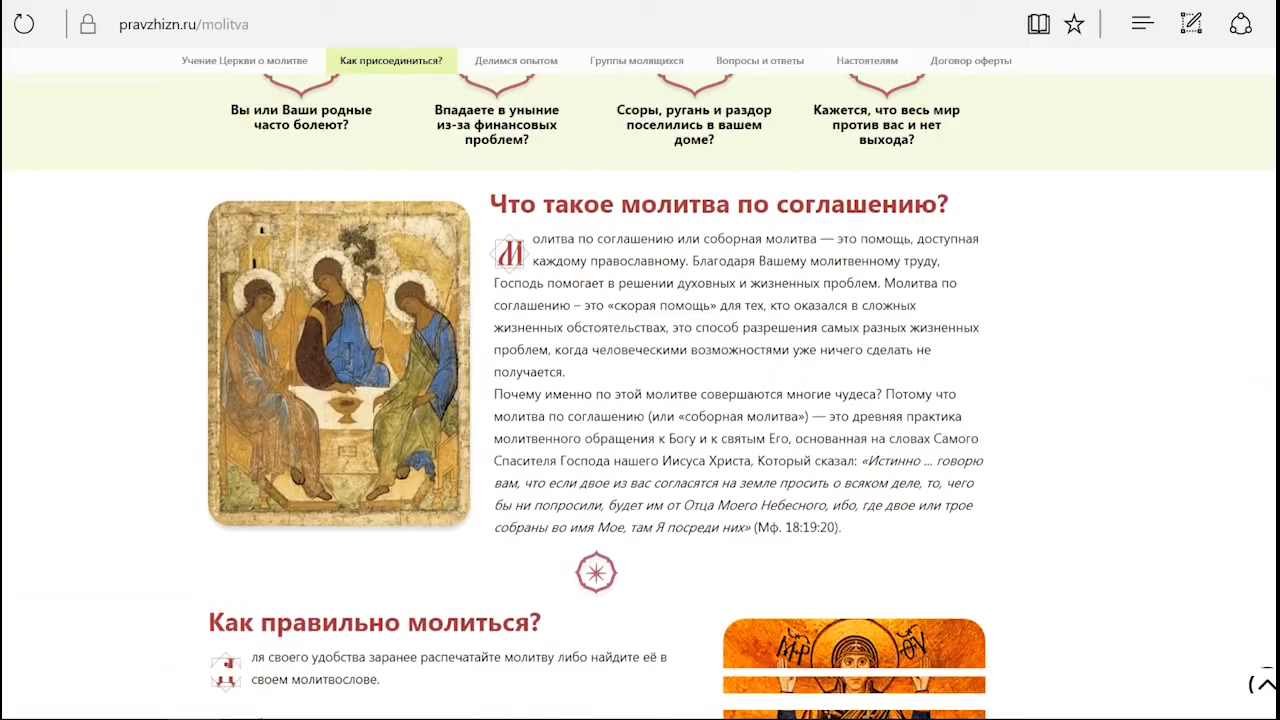 pravzhizn.ru/molitva
Учение Церкви о молитве Как присоединиться? Делимся опытом Группы молящихся Вопросы и ответы Настоятелям Договор оферты
Вы или Ваши родные
часто болеют?
Впадаете в уныние
из-за финансовых
проблем?
Ссоры, ругань и раздор
поселились в вашем
доме?
Кажется, что весь мир
против вас и нет
выхода?
Что такое молитва по соглашению?
Молитва по соглашению или соборная молитва — это помощь, доступная
каждому православному. Благодаря Вашему молитвенному труду,
Господь помогает в решении духовных и жизненных проблем. Молитва по
соглашению – это «скорая помощь» для тех, кто оказался в сложных
жизненных обстоятельствах, это способ разрешения самых разных жизненных
проблем, когда человеческими возможностями уже ничего сделать не
получается.
Почему именно по этой молитве совершаются многие чудеса? Потому что
молитва по соглашению (или «соборная молитва») — это древняя практика
молитвенного обращения к Богу и к святым Его, основанная на словах Самого
Спасителя Господа нашего Иисуса Христа, Который сказал: «Истинно ... говорю
вам, что если двое из вас согласятся на земле просить о всяком деле, то, чего
бы ни попросили, будет им от Отца Моего Небесного, ибо, где двое или трое
собраны во имя Мое, там Я посреди них» (Мф. 18:19:20).
Как правильно молиться?
Для своего удобства заранее распечатайте молитву либо найдите её в
своем молитвослове.